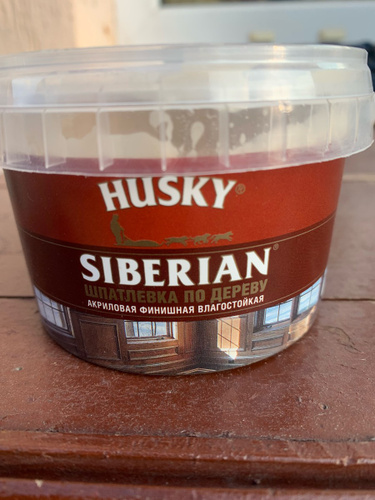 HUSKY®
SIBERIAN®
ШПАТЛЕВКА ПО ДЕРЕВУ
АКРИЛОВАЯ ФИНИШНАЯ ВЛАГОСТОЙКАЯ